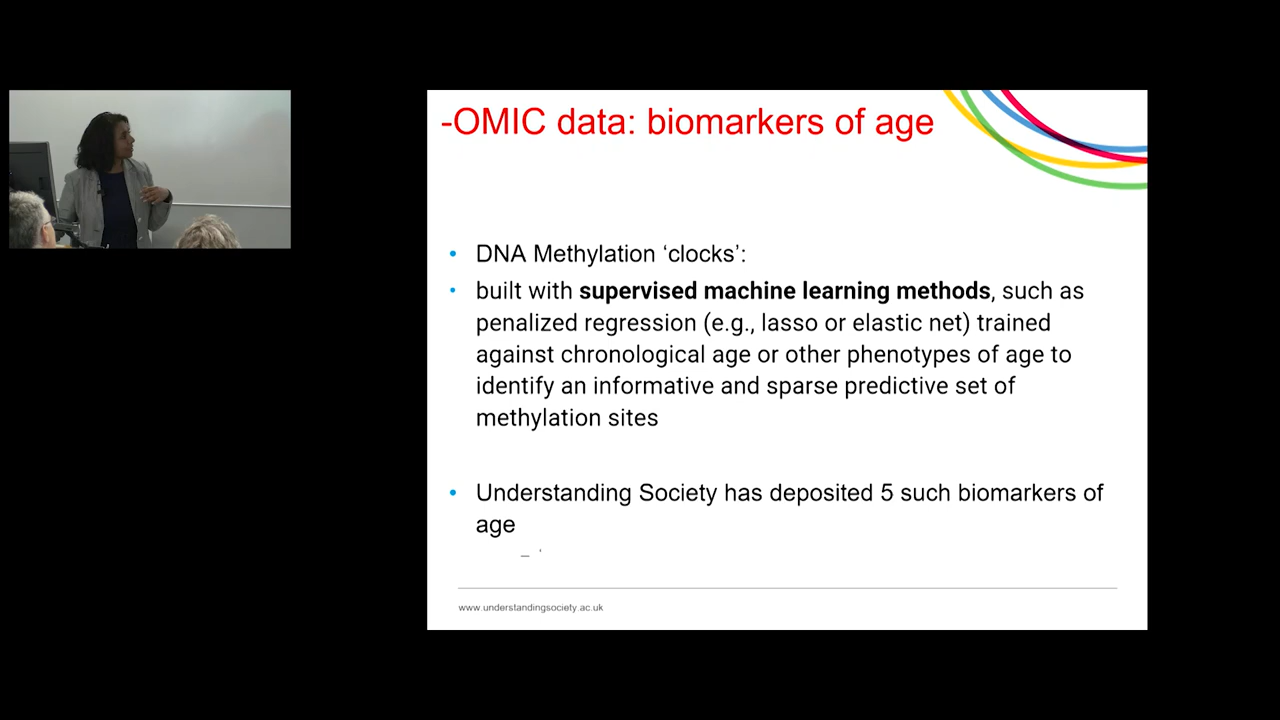 -OMIC data: biomarkers of age
• DNA Methylation ‘clocks’:
• built with supervised machine learning methods, such as
penalized regression (e.g., lasso or elastic net) trained
against chronological age or other phenotypes of age to
identify an informative and sparse predictive set of
methylation sites
• Understanding Society has deposited 5 such biomarkers of
age
www.understandingsociety.ac.uk